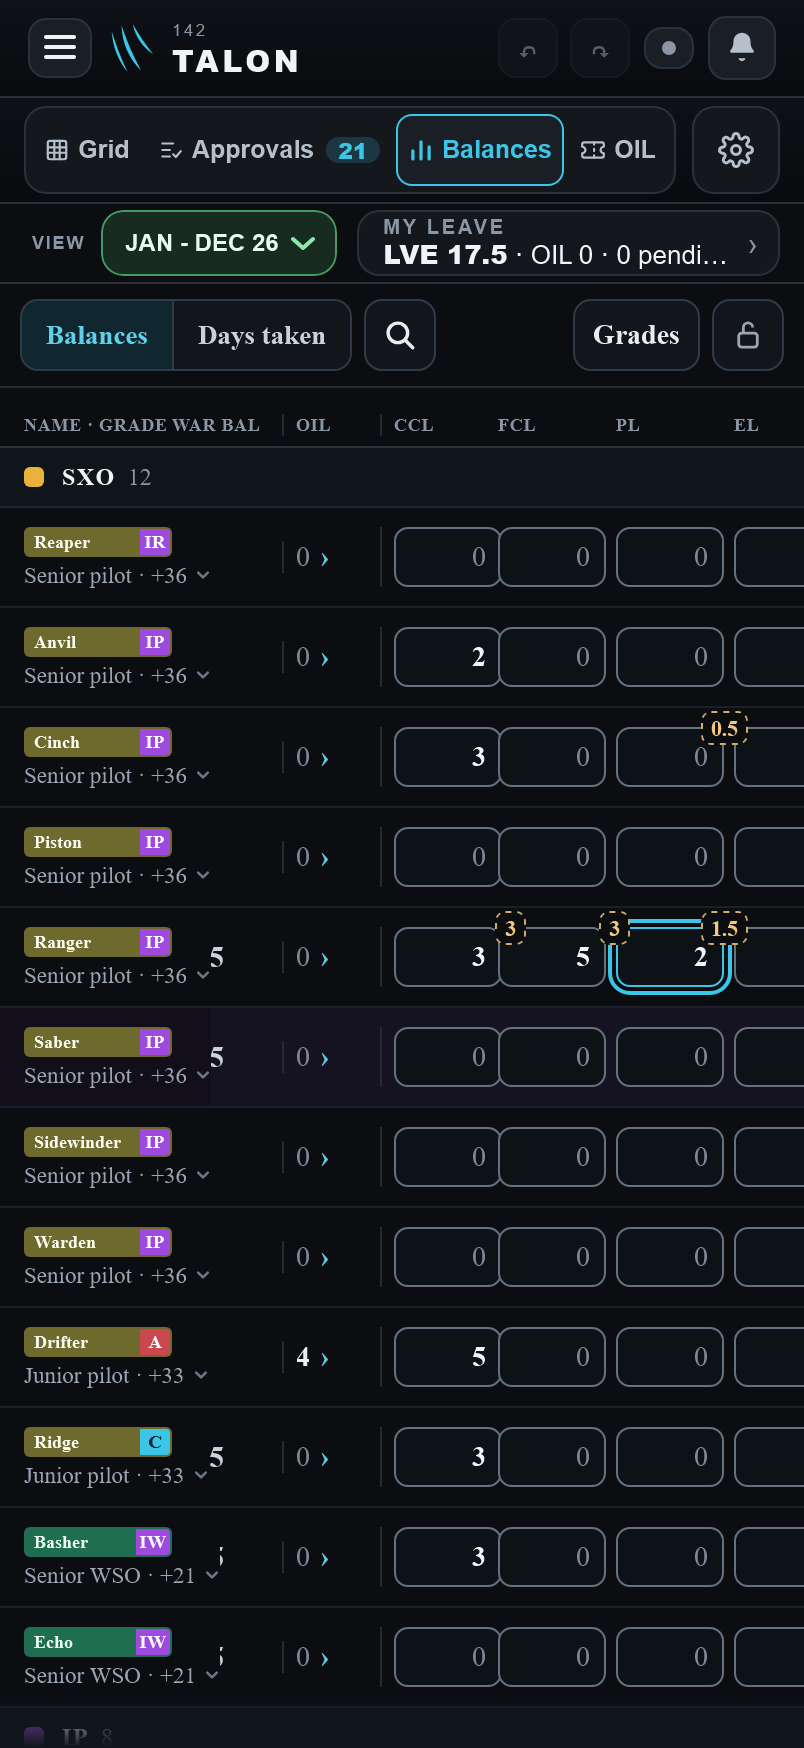 142
TALON
Grid
Approvals 21
Balances
OIL
VIEW
JAN - DEC 26
MY LEAVE
LVE 17.5 · OIL 0 · 0 pendi…
Balances
Days taken
Grades
NAME · GRADE WAR BAL OIL CCL FCL PL EL
SXO 12
Reaper IR
Senior pilot · +36
0 › 0 0 0
Anvil IP
Senior pilot · +36
0 › 2 0 0
Cinch IP
Senior pilot · +36
0 › 3 0 0 0.5
Piston IP
Senior pilot · +36
0 › 0 0 0
Ranger IP
Senior pilot · +36
5 0 › 3 3 5 3 2 1.5
Saber IP
Senior pilot · +36
5 0 › 0 0 0
Sidewinder IP
Senior pilot · +36
0 › 0 0 0
Warden IP
Senior pilot · +36
0 › 0 0 0
Drifter A
Junior pilot · +33
4 › 5 0 0
Ridge C
Junior pilot · +33
5 0 › 3 0 0
Basher IW
Senior WSO · +21
0 › 3 0 0
Echo IW
Senior WSO · +21
0 › 0 0 0
IP 8